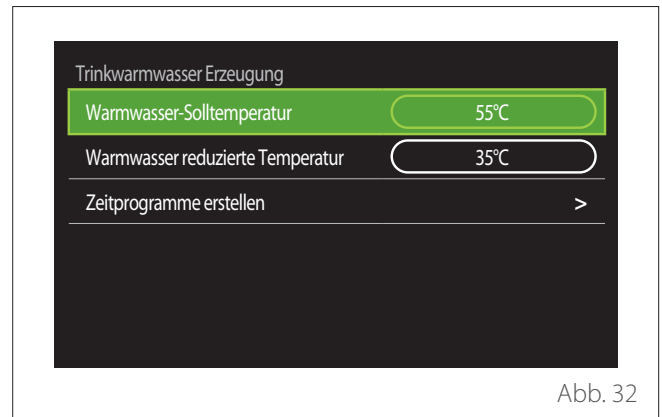 Trinkwarmwasser Erzeugung
Warmwasser-Solltemperatur 55°C
Warmwasser reduzierte Temperatur 35°C
Zeitprogramme erstellen >
Abb. 32